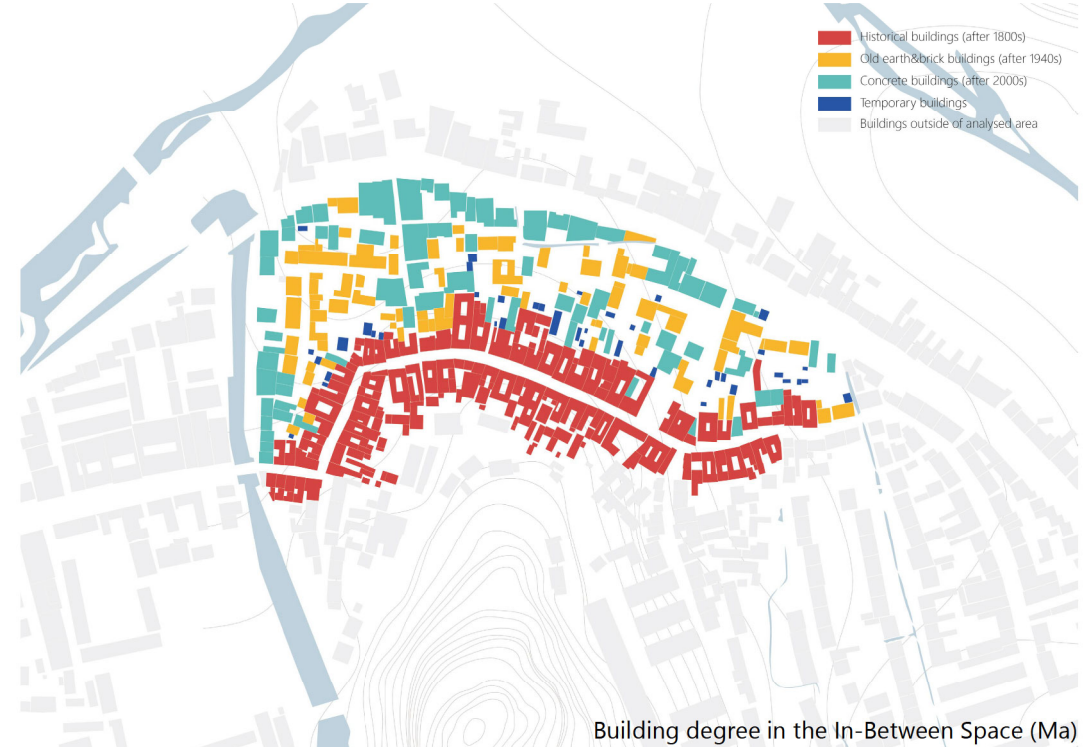 Historical buildings (after 1800s)
Old earth&brick buildings (after 1940s)
Concrete buildings (after 2000s)
Temporary buildings
Buildings outside of analysed area
Building degree in the In-Between Space (Ma)